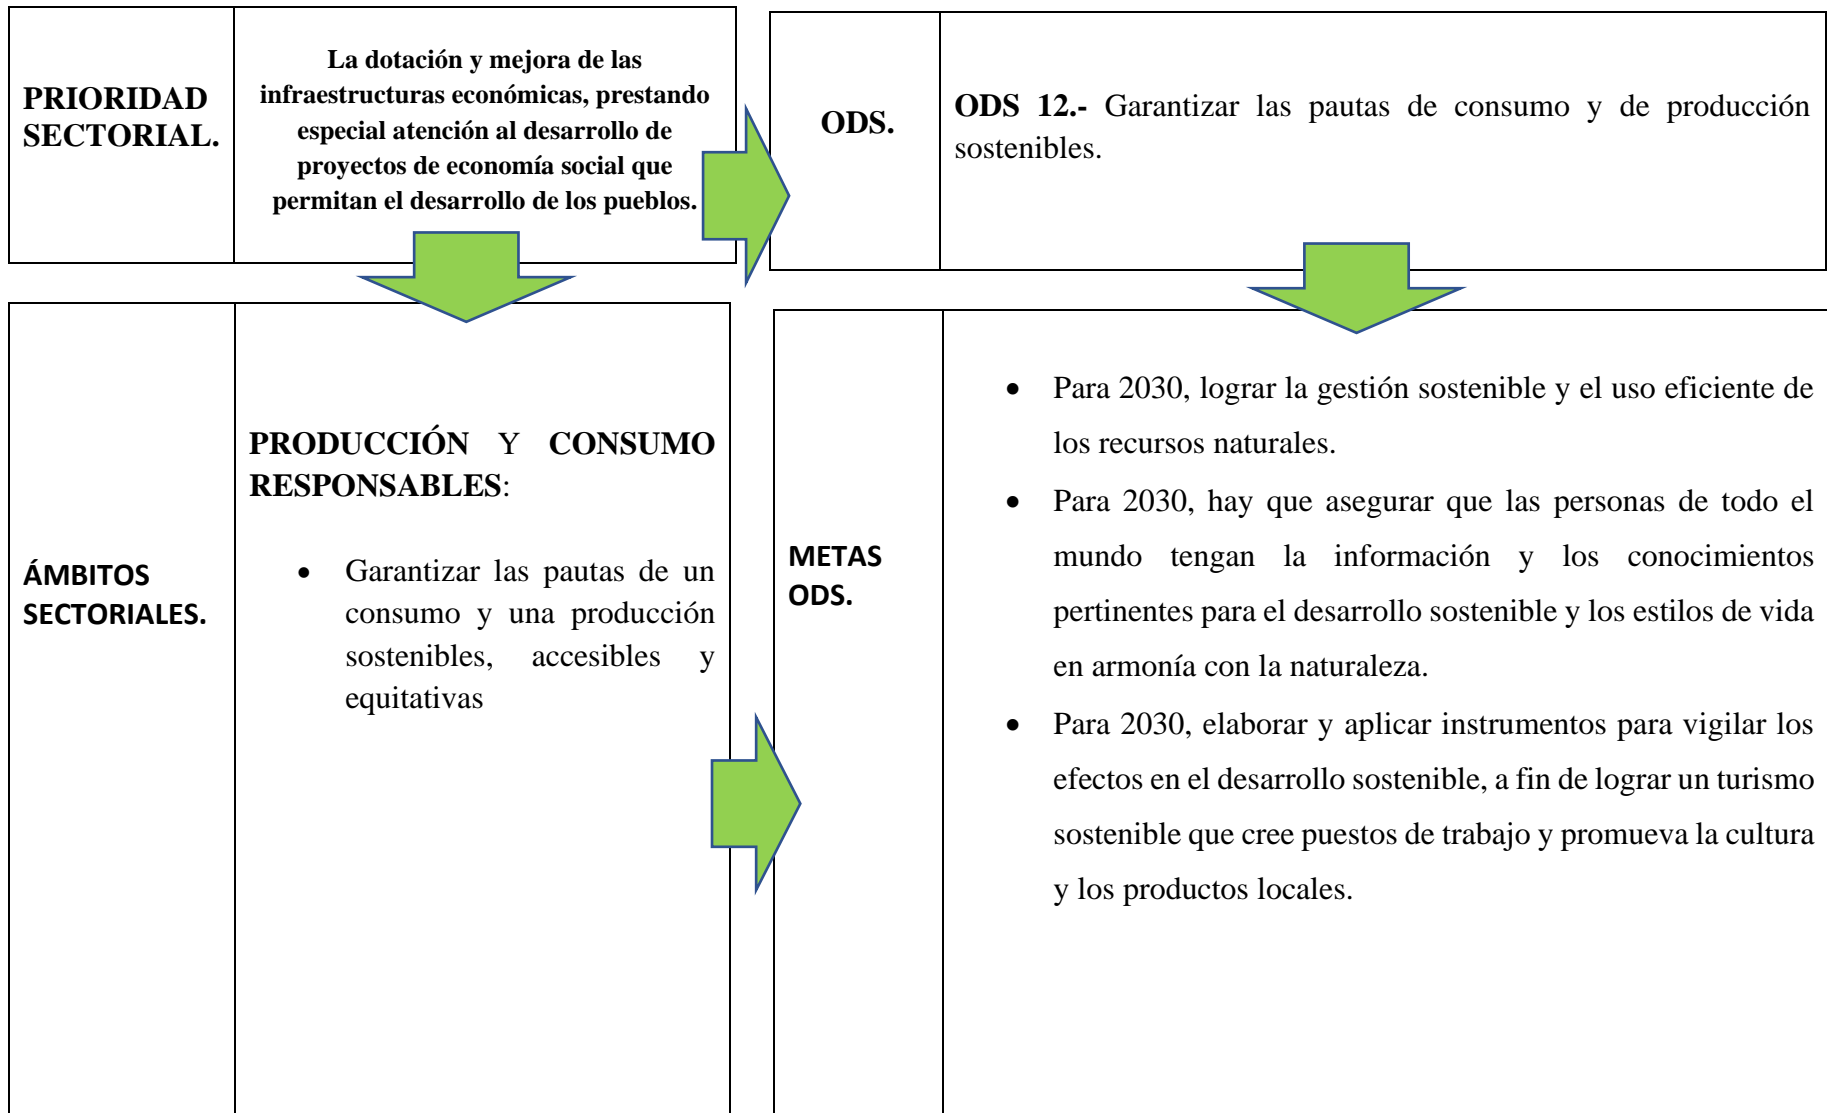 PRIORIDAD
SECTORIAL.
La dotación y mejora de las
infraestructuras económicas, prestando
especial atención al desarrollo de
proyectos de economía social que
permitan el desarrollo de los pueblos.
ODS.
ODS 12.- Garantizar las pautas de consumo y de producción
sostenibles.
ÁMBITOS
SECTORIALES.
PRODUCCIÓN Y CONSUMO
RESPONSABLES:
• Garantizar las pautas de un
consumo y una producción
sostenibles, accesibles y
equitativas
METAS
ODS.
• Para 2030, lograr la gestión sostenible y el uso eficiente de
los recursos naturales.
• Para 2030, hay que asegurar que las personas de todo el
mundo tengan la información y los conocimientos
pertinentes para el desarrollo sostenible y los estilos de vida
en armonía con la naturaleza.
• Para 2030, elaborar y aplicar instrumentos para vigilar los
efectos en el desarrollo sostenible, a fin de lograr un turismo
sostenible que cree puestos de trabajo y promueva la cultura
y los productos locales.